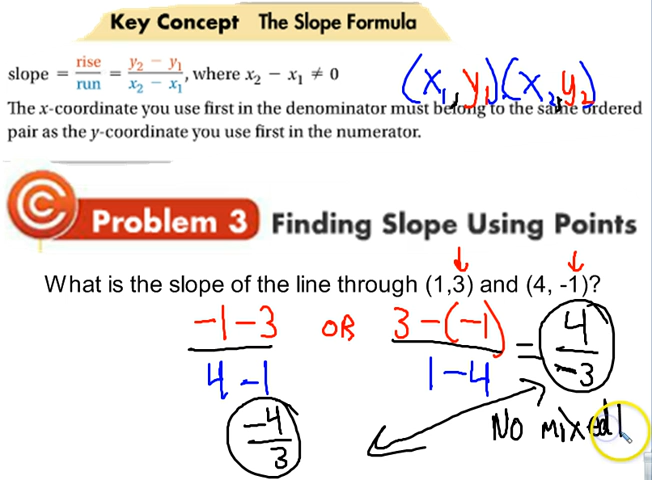 Key Concept The Slope Formula
slope = rise/run = y₂ − y₁/x₂ − x₁, where x₂ − x₁ ≠ 0
(x₁, y₁)(x₂, y₂)
The x-coordinate you use first in the denominator must belong to the same ordered
pair as the y-coordinate you use first in the numerator.
© Problem 3 Finding Slope Using Points
What is the slope of the line through (1,3) and (4, -1)?
-1-3/4-1 OR 3-(-1)/1-4 = 4/-3
-4/3
No mixed!